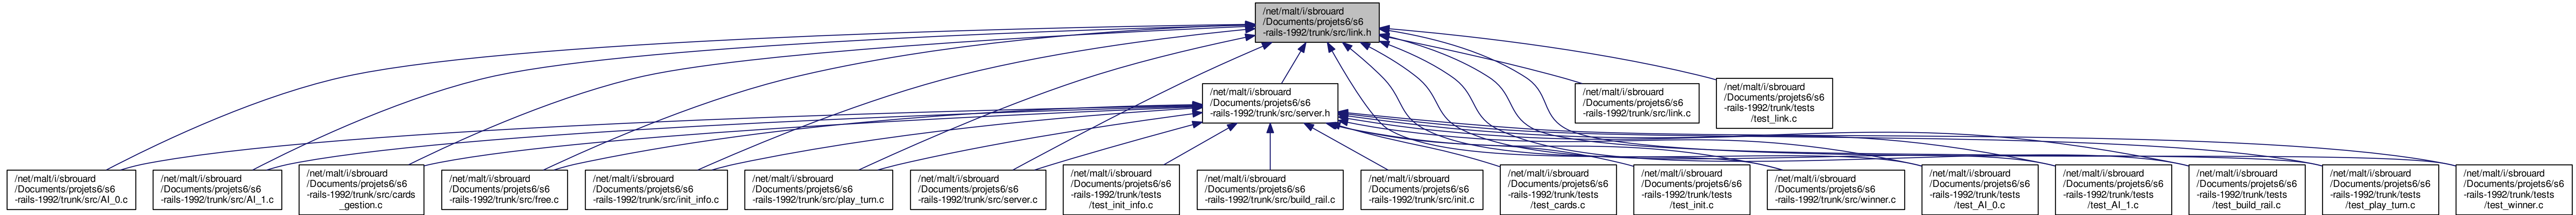 /net/malt/i/sbrouard
/Documents/projets6/s6
-rails-1992/trunk/src/link.h
/net/malt/i/sbrouard
/Documents/projets6/s6
-rails-1992/trunk/src/server.h
/net/malt/i/sbrouard
/Documents/projets6/s6
-rails-1992/trunk/src/link.c
/net/malt/i/sbrouard
/Documents/projets6/s6
-rails-1992/trunk/tests
/test_link.c
/net/malt/i/sbrouard
/Documents/projets6/s6
-rails-1992/trunk/src/AI_0.c
/net/malt/i/sbrouard
/Documents/projets6/s6
-rails-1992/trunk/src/AI_1.c
/net/malt/i/sbrouard
/Documents/projets6/s6
-rails-1992/trunk/src/cards
_gestion.c
/net/malt/i/sbrouard
/Documents/projets6/s6
-rails-1992/trunk/src/free.c
/net/malt/i/sbrouard
/Documents/projets6/s6
-rails-1992/trunk/src/init_info.c
/net/malt/i/sbrouard
/Documents/projets6/s6
-rails-1992/trunk/src/play_turn.c
/net/malt/i/sbrouard
/Documents/projets6/s6
-rails-1992/trunk/src/server.c
/net/malt/i/sbrouard
/Documents/projets6/s6
-rails-1992/trunk/tests
/test_init_info.c
/net/malt/i/sbrouard
/Documents/projets6/s6
-rails-1992/trunk/src/build_rail.c
/net/malt/i/sbrouard
/Documents/projets6/s6
-rails-1992/trunk/src/init.c
/net/malt/i/sbrouard
/Documents/projets6/s6
-rails-1992/trunk/tests
/test_cards.c
/net/malt/i/sbrouard
/Documents/projets6/s6
-rails-1992/trunk/tests
/test_init.c
/net/malt/i/sbrouard
/Documents/projets6/s6
-rails-1992/trunk/src/winner.c
/net/malt/i/sbrouard
/Documents/projets6/s6
-rails-1992/trunk/tests
/test_AI_0.c
/net/malt/i/sbrouard
/Documents/projets6/s6
-rails-1992/trunk/tests
/test_AI_1.c
/net/malt/i/sbrouard
/Documents/projets6/s6
-rails-1992/trunk/tests
/test_build_rail.c
/net/malt/i/sbrouard
/Documents/projets6/s6
-rails-1992/trunk/tests
/test_play_turn.c
/net/malt/i/sbrouard
/Documents/projets6/s6
-rails-1992/trunk/tests
/test_winner.c